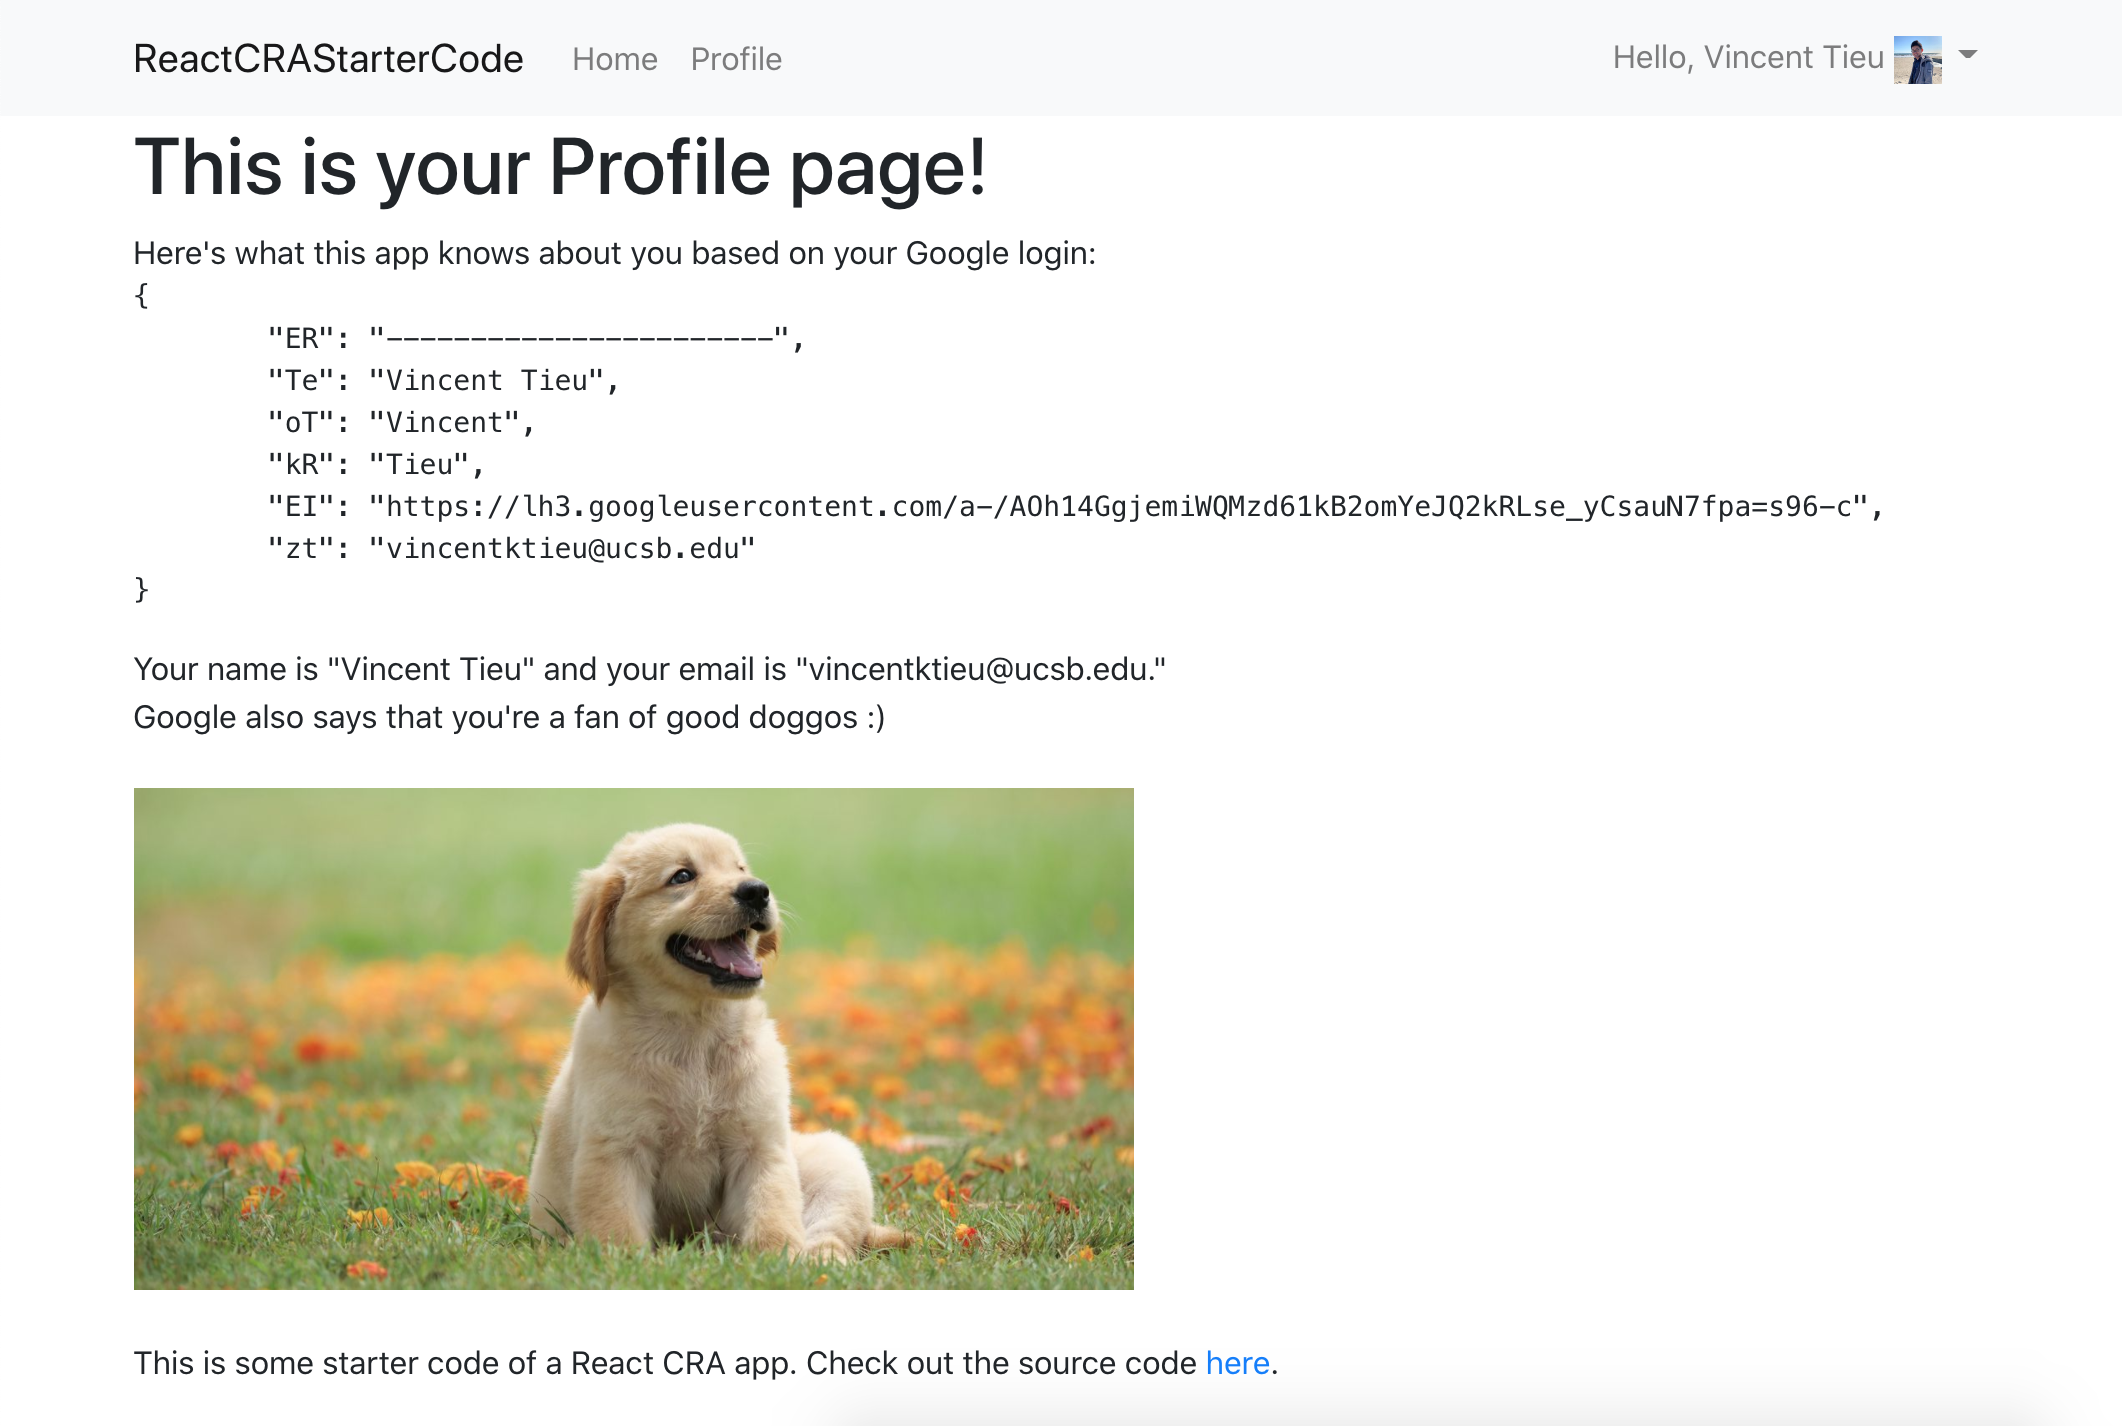 ReactCRAStarterCode Home Profile Hello, Vincent Tieu
This is your Profile page!
Here's what this app knows about you based on your Google login:
{
"ER": "-----------------------",
"Te": "Vincent Tieu",
"oT": "Vincent",
"kR": "Tieu",
"EI": "https://lh3.googleusercontent.com/a-/AOh14GgjemiWQMzd61kB2omYeJQ2kRLse_yCsauN7fpa=s96-c",
"zt": "vincentktieu@ucsb.edu"
}
Your name is "Vincent Tieu" and your email is "vincentktieu@ucsb.edu."
Google also says that you're a fan of good doggos :)
This is some starter code of a React CRA app. Check out the source code here.